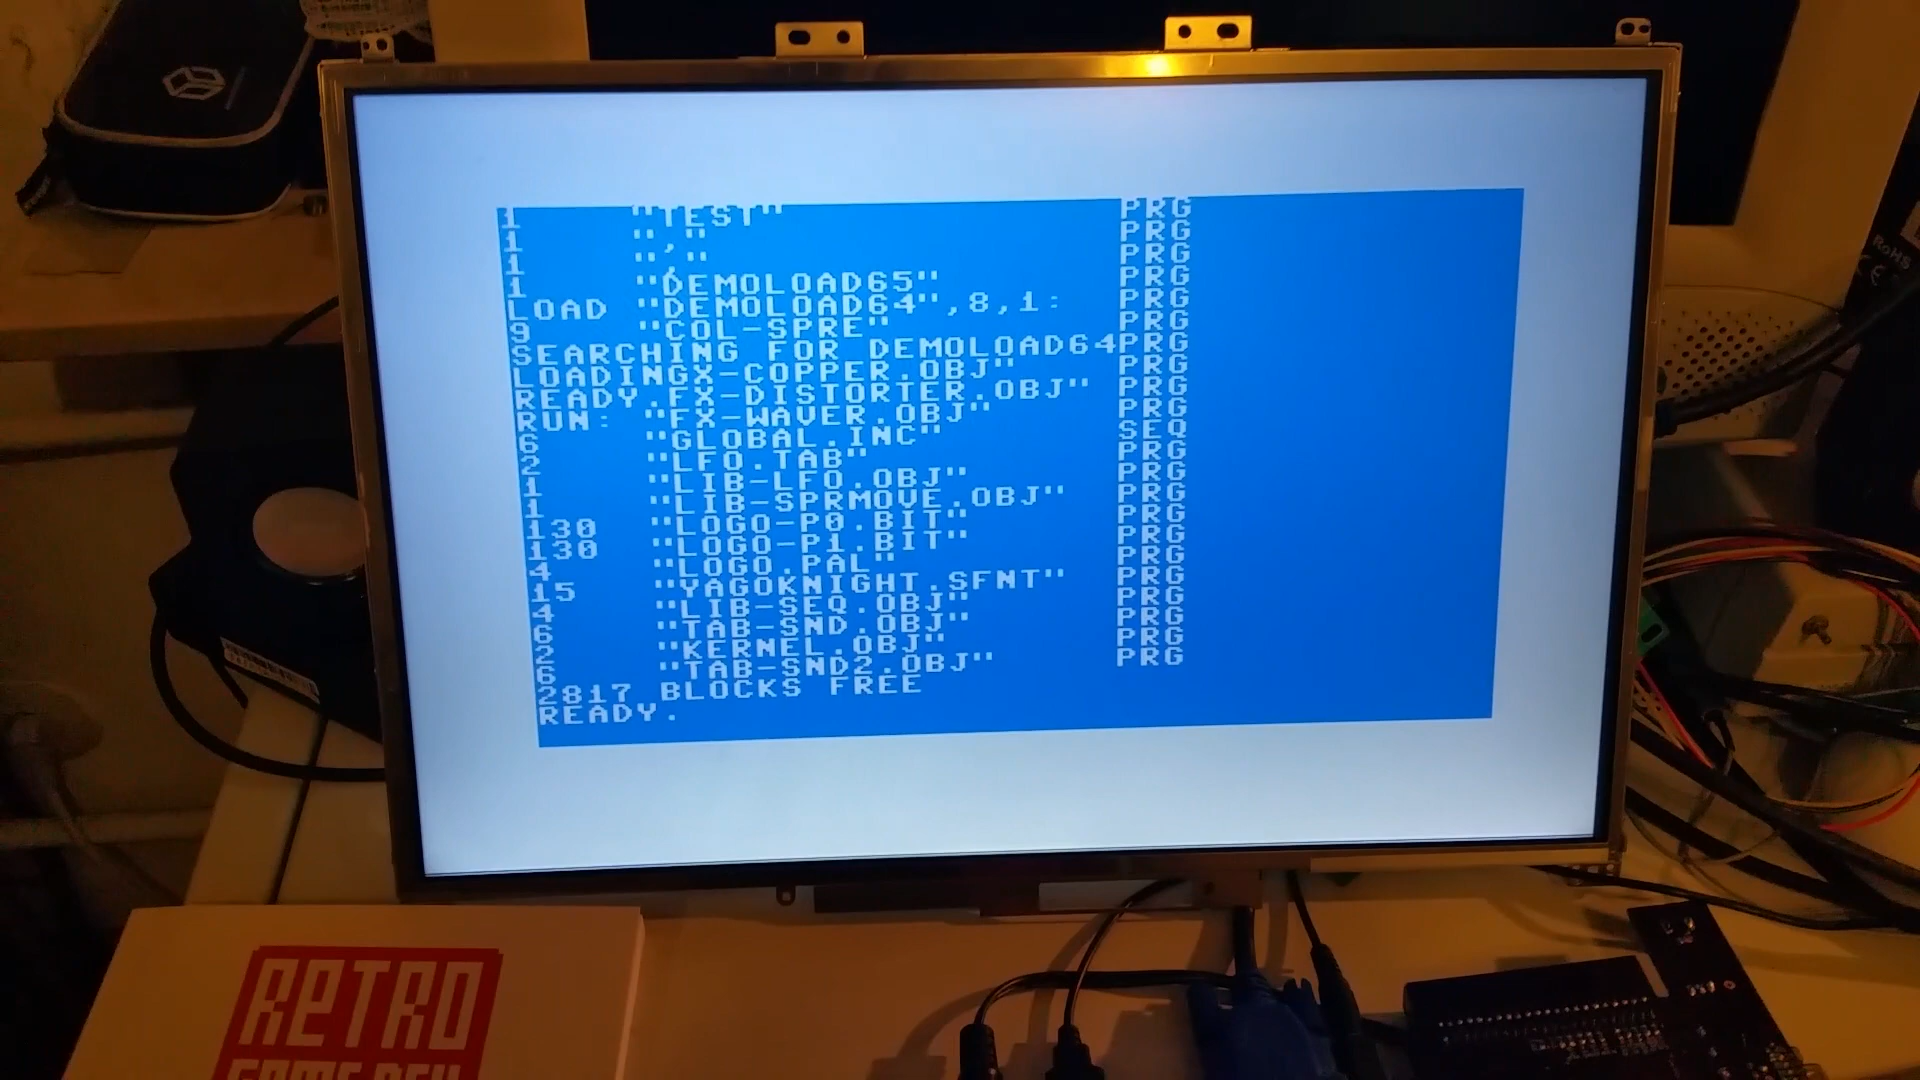 1 "TEST" PRG
1 "," PRG
1 "," PRG
1 "DEMOLOAD65" PRG
LOAD "DEMOLOAD64",8,1: PRG
9 "COL-SPRE" PRG
SEARCHING FOR DEMOLOAD64PRG
LOADINGX-COPPER.OBJ" PRG
READY.FX-DISTORTER.OBJ" PRG
RUN: "FX-WAVER.OBJ" PRG
6 "GLOBAL.INC" SEQ
2 "LFO.TAB" PRG
1 "LIB-LFO.OBJ" PRG
1 "LIB-SPRMOVE.OBJ" PRG
130 "LOGO-P0.BIT" PRG
130 "LOGO-P1.BIT" PRG
4 "LOGO.PAL" PRG
15 "YAGOKNIGHT.SFNT" PRG
4 "LIB-SEQ.OBJ" PRG
6 "TAB-SND.OBJ" PRG
2 "KERNEL.OBJ" PRG
6 "TAB-SND2.OBJ" PRG
2817 BLOCKS FREE
READY.
RoHS
CE
RETRO
GAME DEV